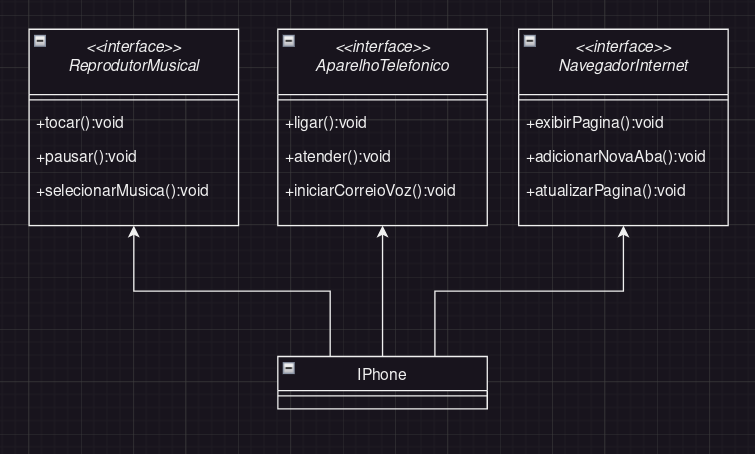 <<interface>>
ReprodutorMusical
+tocar():void
+pausar():void
+selecionarMusica():void
<<interface>>
AparelhoTelefonico
+ligar():void
+atender():void
+iniciarCorreioVoz():void
<<interface>>
NavegadorInternet
+exibirPagina():void
+adicionarNovaAba():void
+atualizarPagina():void
IPhone